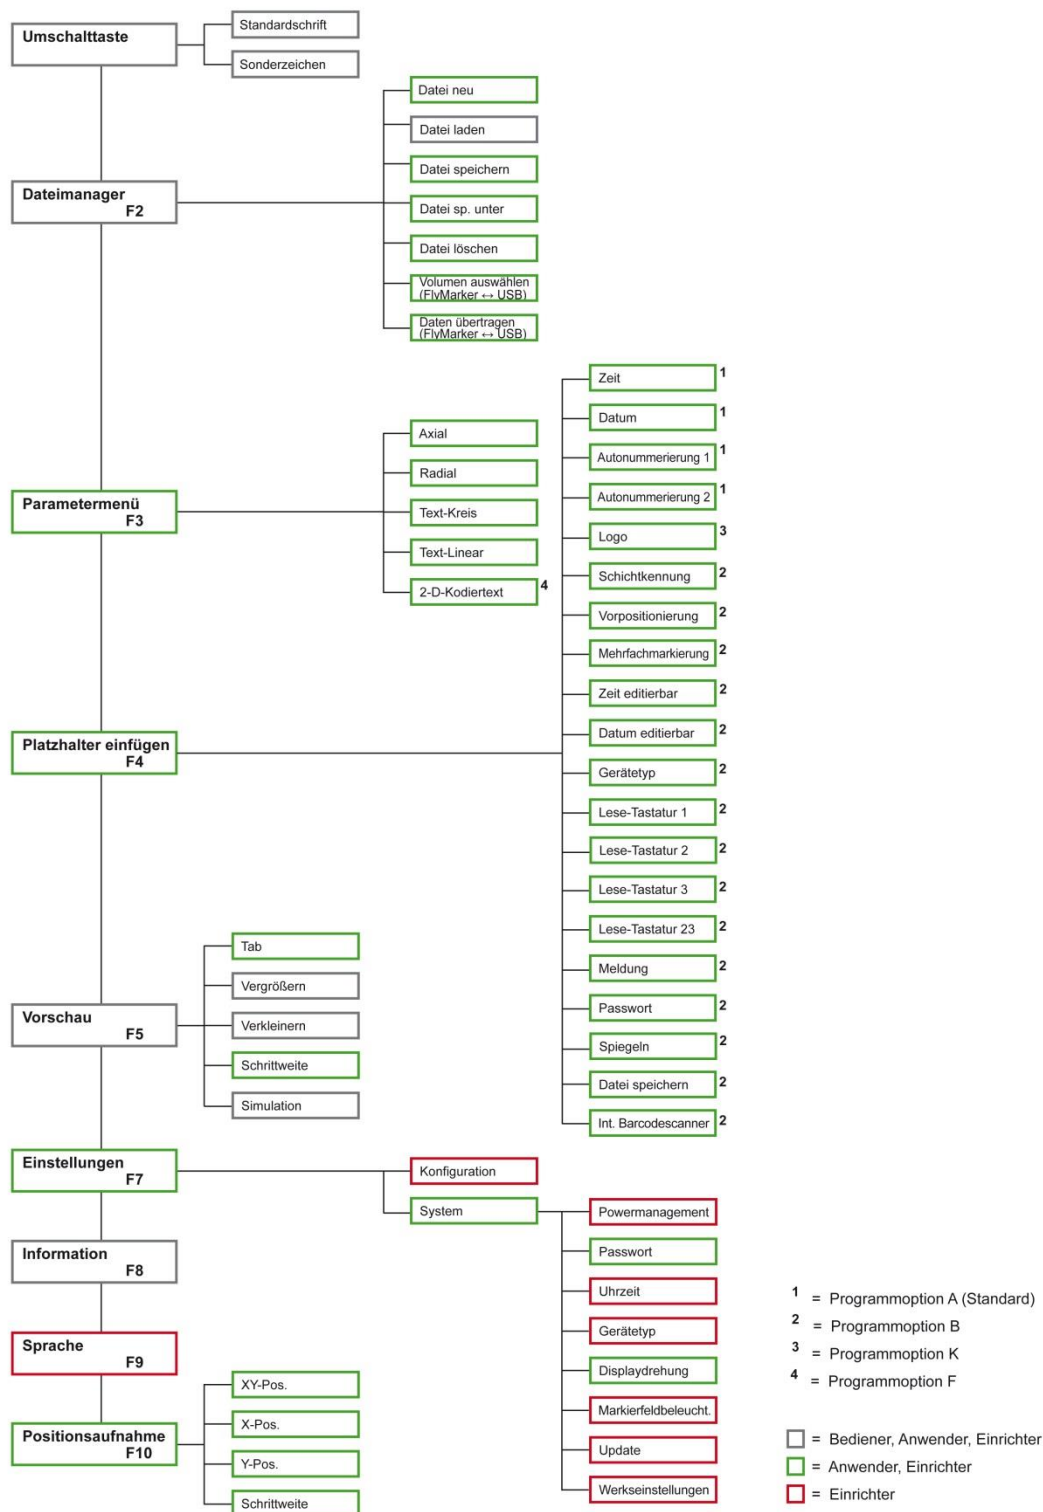 Umschalttaste
Standardschrift
Sonderzeichen
Dateimanager
F2
Datei neu
Datei laden
Datei speichern
Datei sp. unter
Datei löschen
Volumen auswählen
(FlyMarker ↔ USB)
Daten übertragen
(FlyMarker ↔ USB)
Parametermenü
F3
Axial
Radial
Text-Kreis
Text-Linear
2-D-Kodiertext 4
Platzhalter einfügen
F4
Zeit 1
Datum 1
Autonummerierung 1 1
Autonummerierung 2 1
Logo 3
Schichtkennung 2
Vorpositionierung 2
Mehrfachmarkierung 2
Zeit editierbar 2
Datum editierbar 2
Gerätetyp 2
Lese-Tastatur 1 2
Lese-Tastatur 2 2
Lese-Tastatur 3 2
Lese-Tastatur 23 2
Meldung 2
Passwort 2
Spiegeln 2
Datei speichern 2
Int. Barcodescanner 2
Vorschau
F5
Tab
Vergrößern
Verkleinern
Schrittweite
Simulation
Einstellungen
F7
Konfiguration
System
Powermanagement
Passwort
Uhrzeit
Gerätetyp
Displaydrehung
Markierfeldbeleucht.
Update
Werkseinstellungen
Information
F8
Sprache
F9
Positionsaufnahme
F10
XY-Pos.
X-Pos.
Y-Pos.
Schrittweite
1 = Programmoption A (Standard)
2 = Programmoption B
3 = Programmoption K
4 = Programmoption F
= Bediener, Anwender, Einrichter
= Anwender, Einrichter
= Einrichter